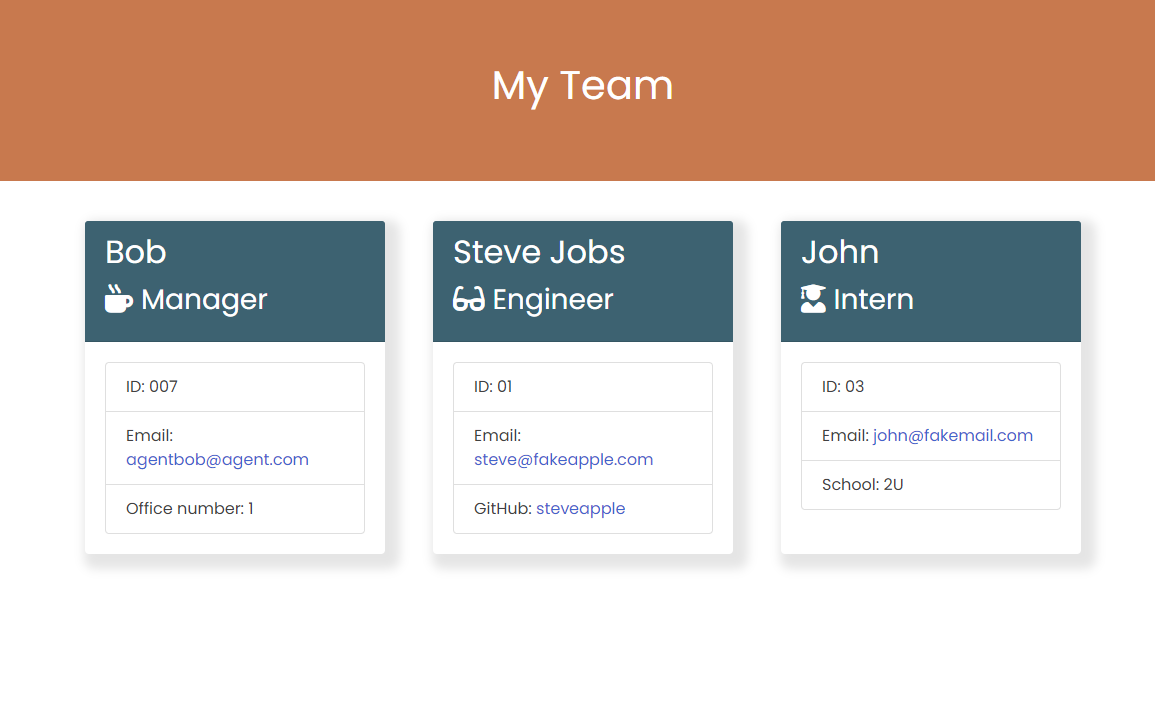 My Team
Bob
Manager
ID: 007
Email:
agentbob@agent.com
Office number: 1
Steve Jobs
Engineer
ID: 01
Email:
steve@fakeapple.com
GitHub: steveapple
John
Intern
ID: 03
Email: john@fakemail.com
School: 2U